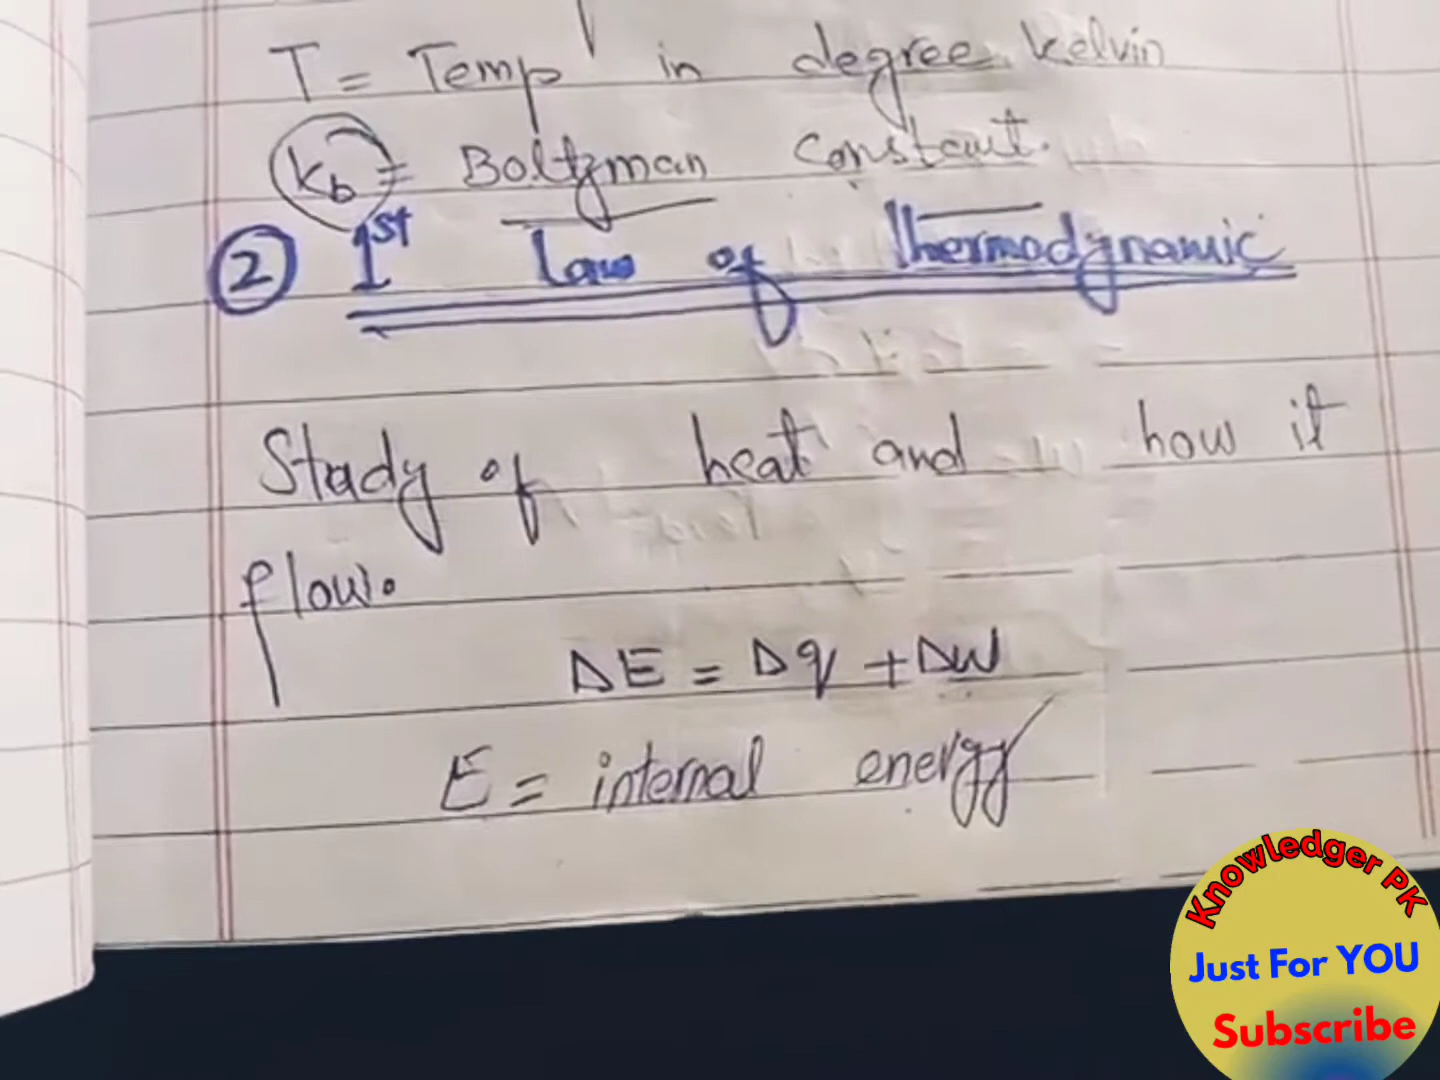 T = Temp in degree kelvin
kb = Boltzman constant.
② 1st law of thermodynamic
Study of heat and how it
flow.
ΔE = Δq + Δw
E = internal energy
Knowledger PK
Just For YOU
Subscribe